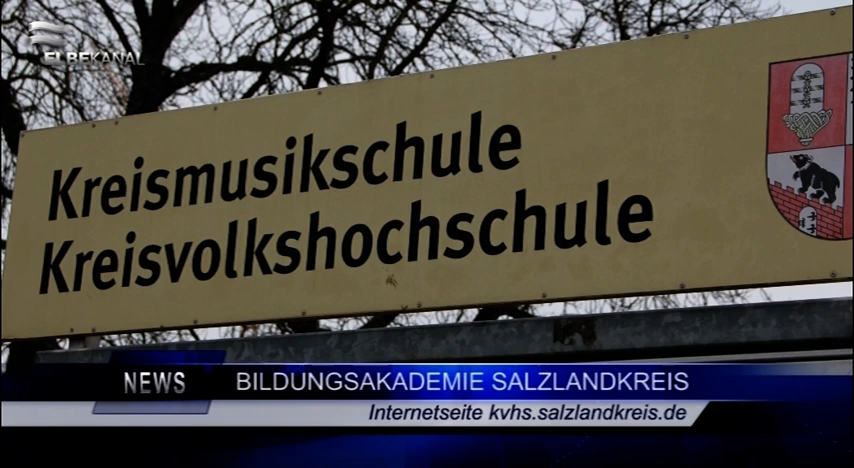 ELBEKANAL
Kreismusikschule
Kreisvolkshochschule
NEWS BILDUNGSAKADEMIE SALZLANDKREIS
Internetseite kvhs.salzlandkreis.de